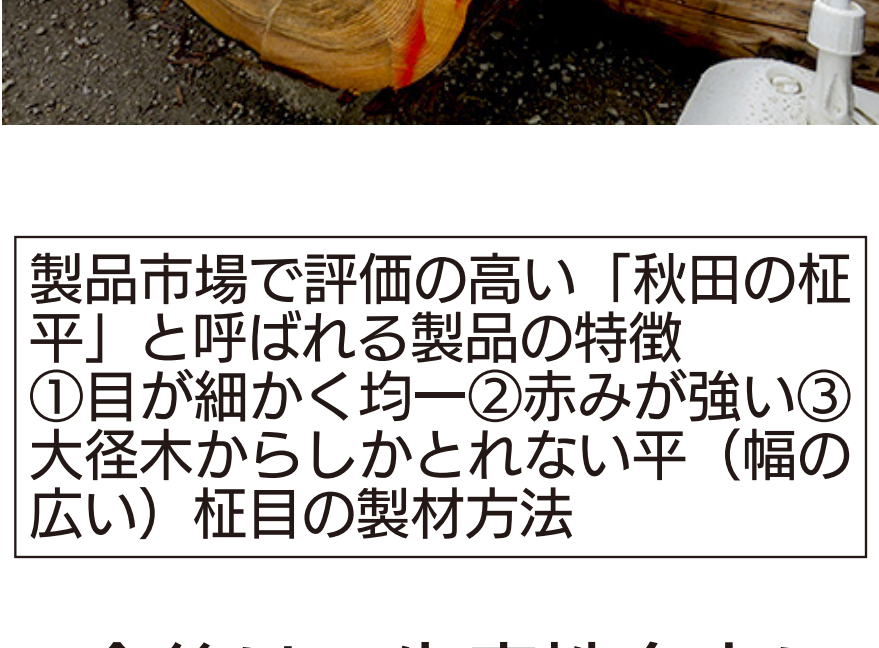 製品市場で評価の高い「秋田の柾
平」と呼ばれる製品の特徴
①目が細かく均一②赤みが強い③
大径木からしかとれない平（幅の
広い）柾目の製材方法